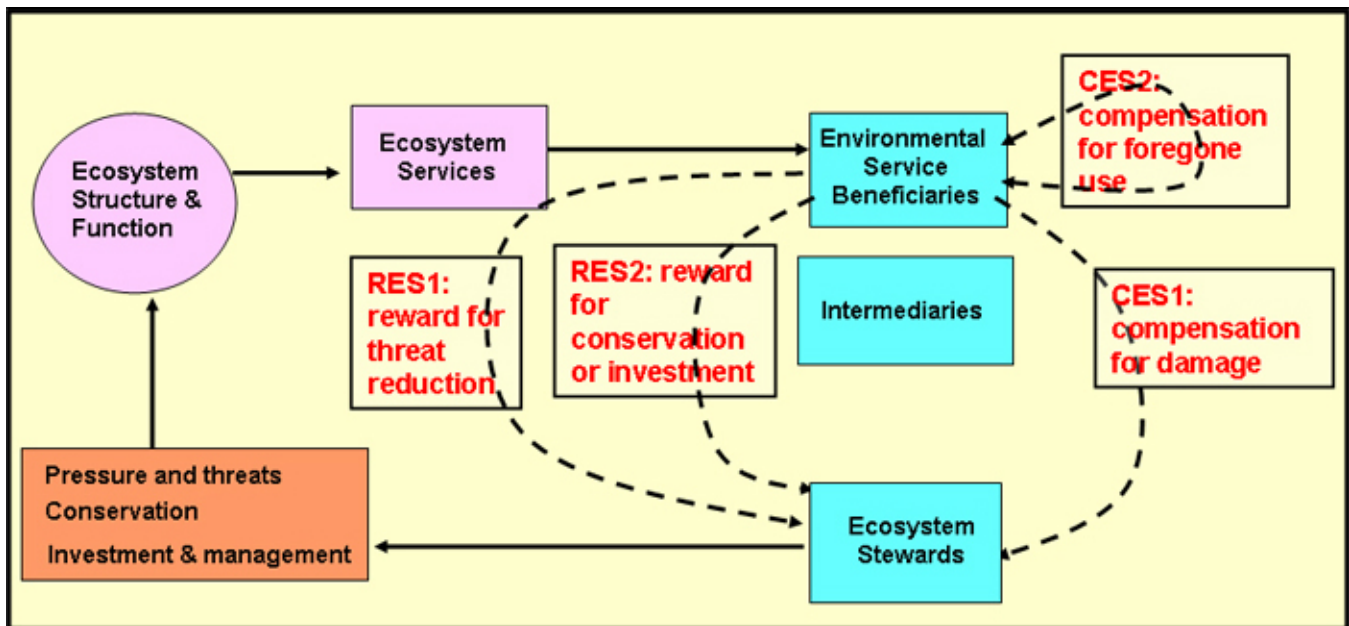 Ecosystem
Structure &
Function
Ecosystem
Services
Environmental
Service
Beneficiaries
CES2:
compensation
for foregone
use
RES1:
reward for
threat
reduction
RES2: reward
for
conservation
or investment
Intermediaries
CES1:
compensation
for damage
Pressure and threats
Conservation
Investment & management
Ecosystem
Stewards